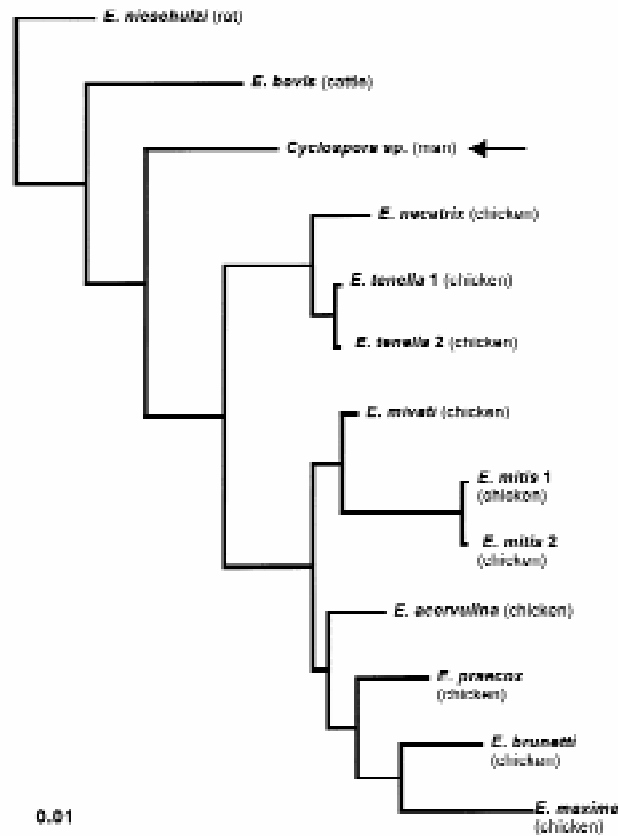 E. nieschulzi (rat)
E. bovis (cattle)
Cyclospora sp. (man)
E. necatrix (chicken)
E. tenella 1 (chicken)
E. tenella 2 (chicken)
E. mivati (chicken)
E. mitis 1
(chicken)
E. mitis 2
(chicken)
E. acervulina (chicken)
E. praecox
(chicken)
E. brunetti
(chicken)
E. maxima
(chicken)
0.01